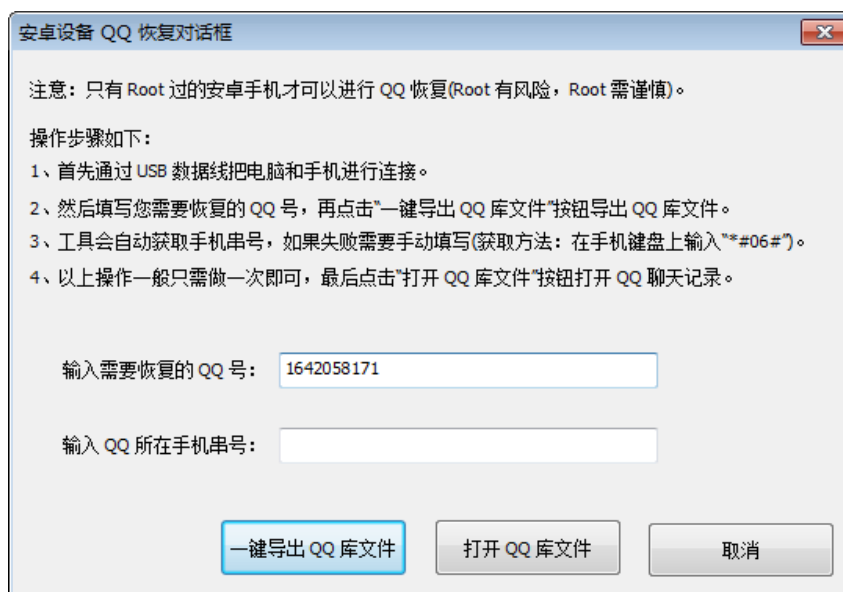 安卓设备 QQ 恢复对话框
注意：只有 Root 过的安卓手机才可以进行 QQ 恢复(Root 有风险，Root 需谨慎)。
操作步骤如下：
1、首先通过 USB 数据线把电脑和手机进行连接。
2、然后填写您需要恢复的 QQ 号，再点击“一键导出 QQ 库文件”按钮导出 QQ 库文件。
3、工具会自动获取手机串号，如果失败需要手动填写(获取方法：在手机键盘上输入“*#06#”)。
4、以上操作一般只需做一次即可，最后点击“打开 QQ 库文件”按钮打开 QQ 聊天记录。
输入需要恢复的 QQ 号： 1642058171
输入 QQ 所在手机串号：
一键导出 QQ 库文件 打开 QQ 库文件 取消